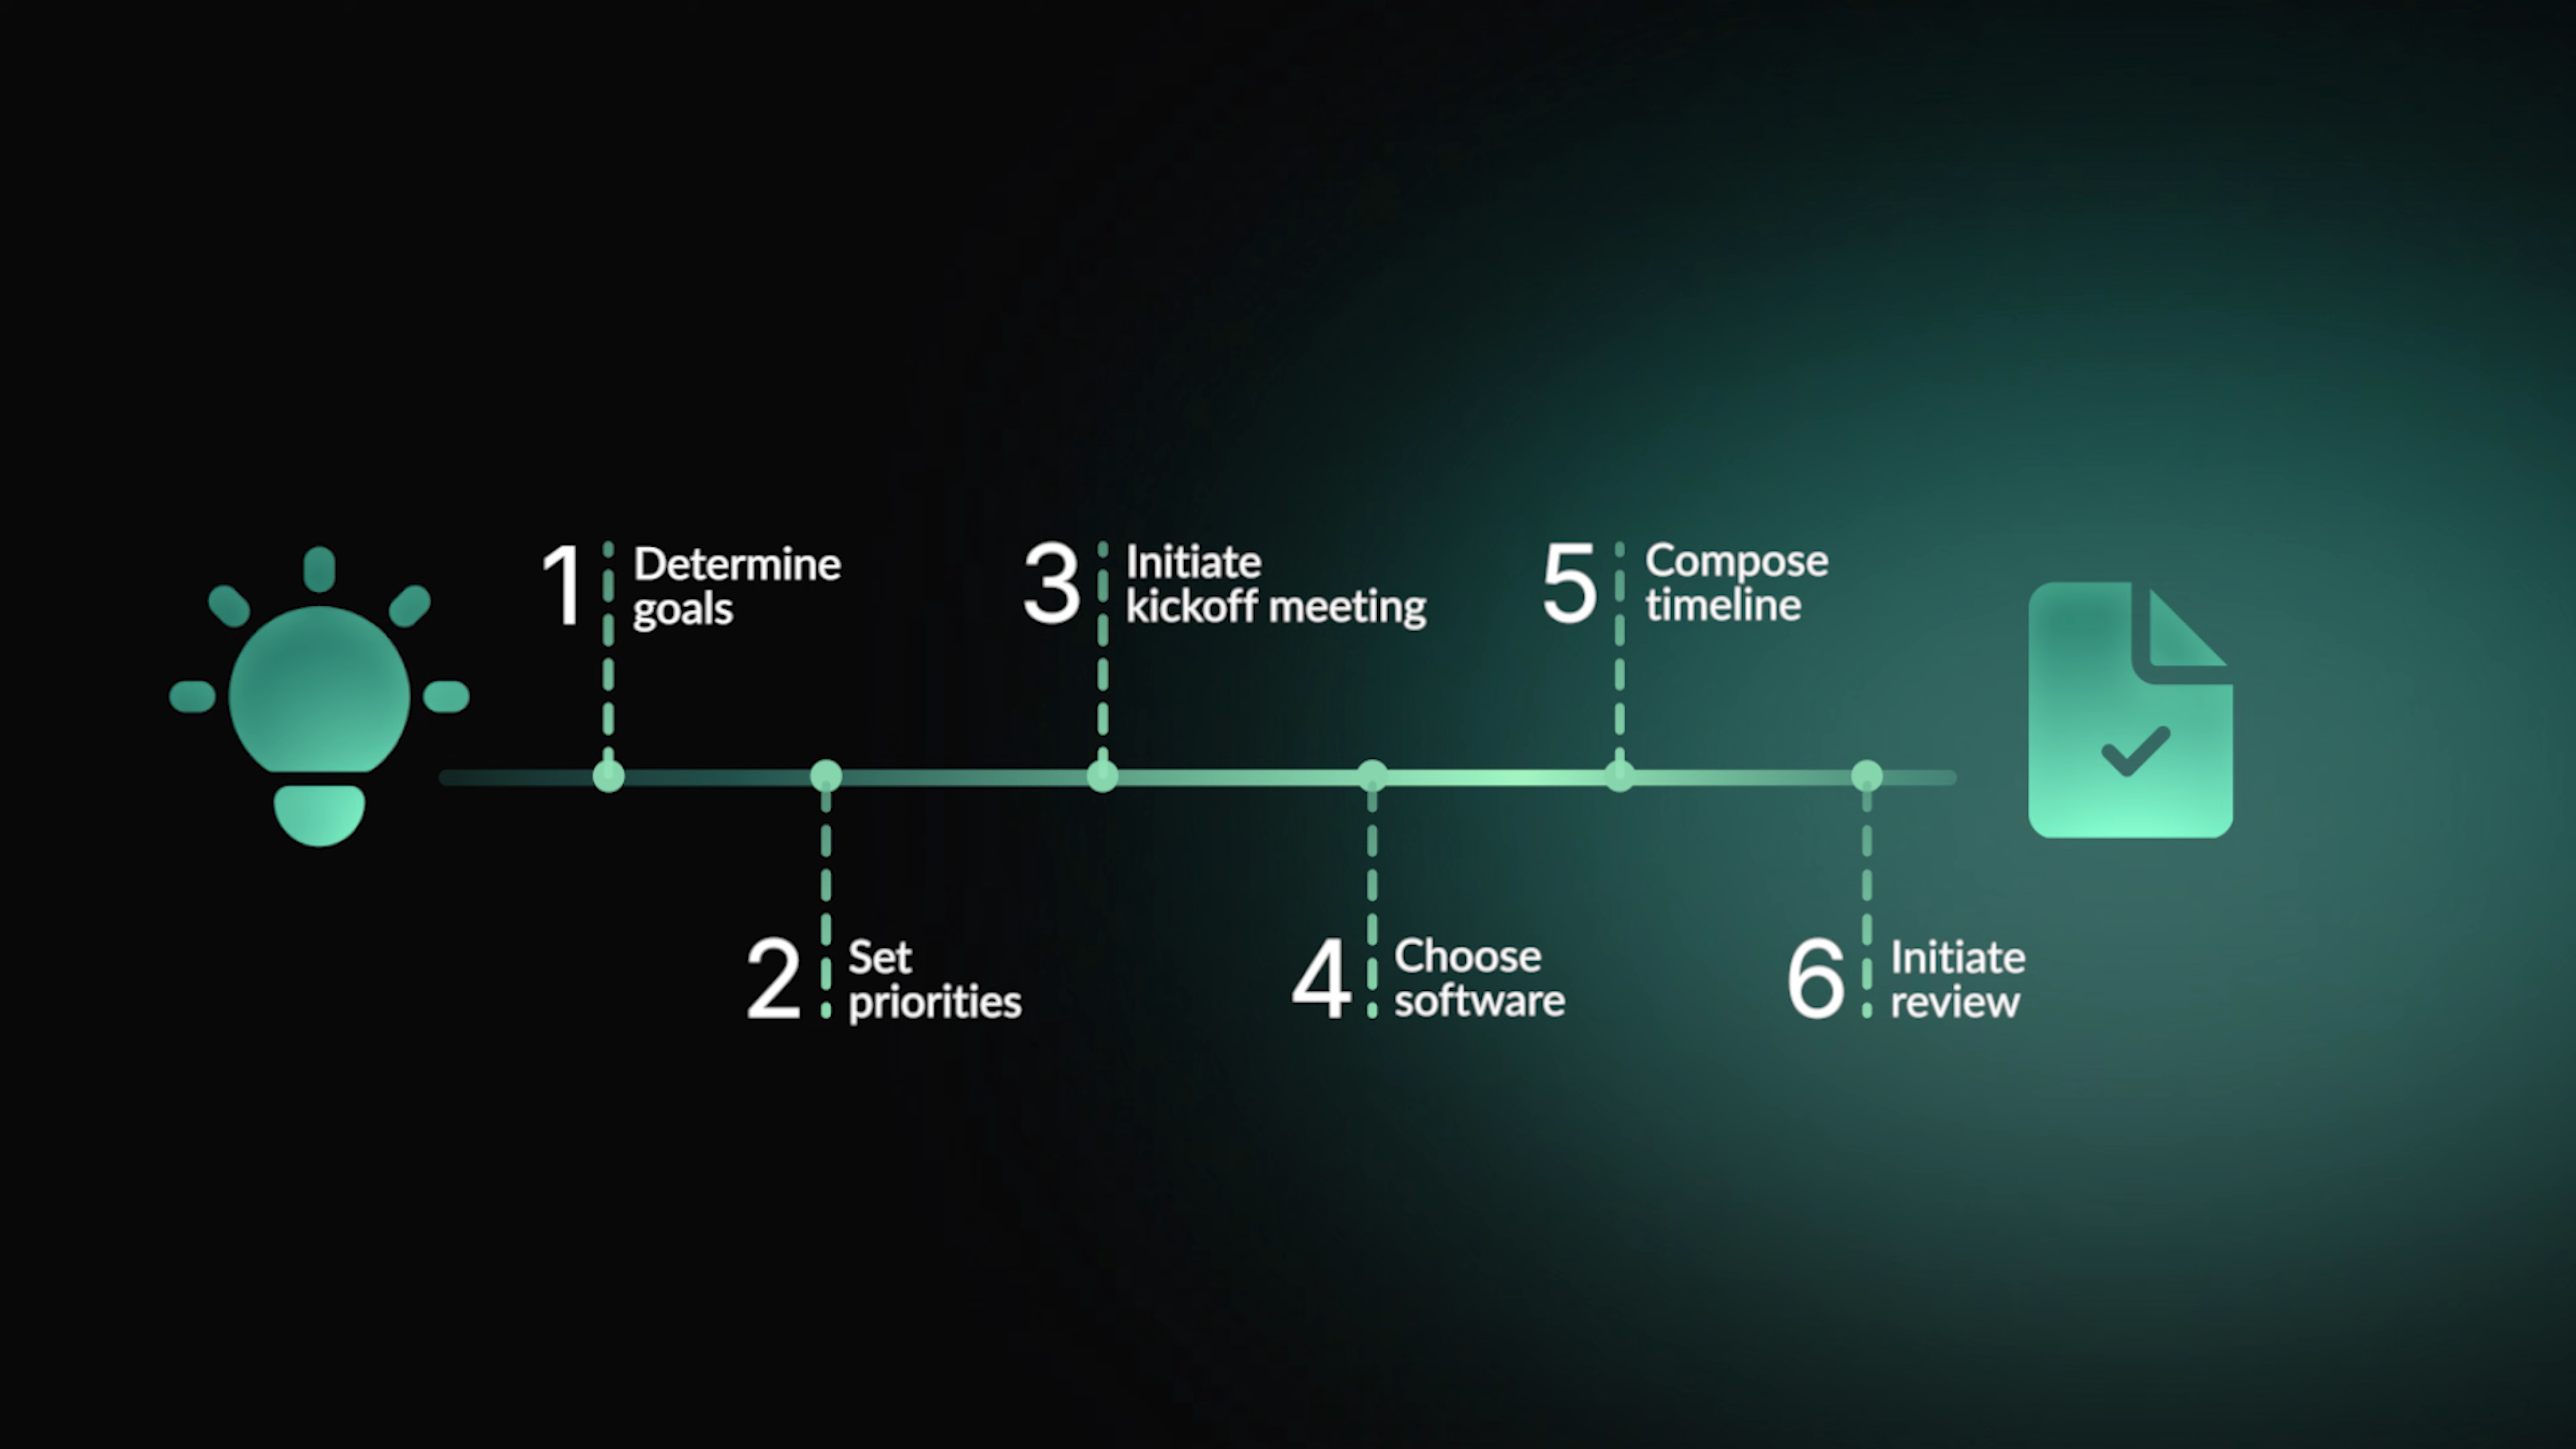 1
Determine
goals
2
Set
priorities
3
Initiate
kickoff meeting
4
Choose
software
5
Compose
timeline
6
Initiate
review